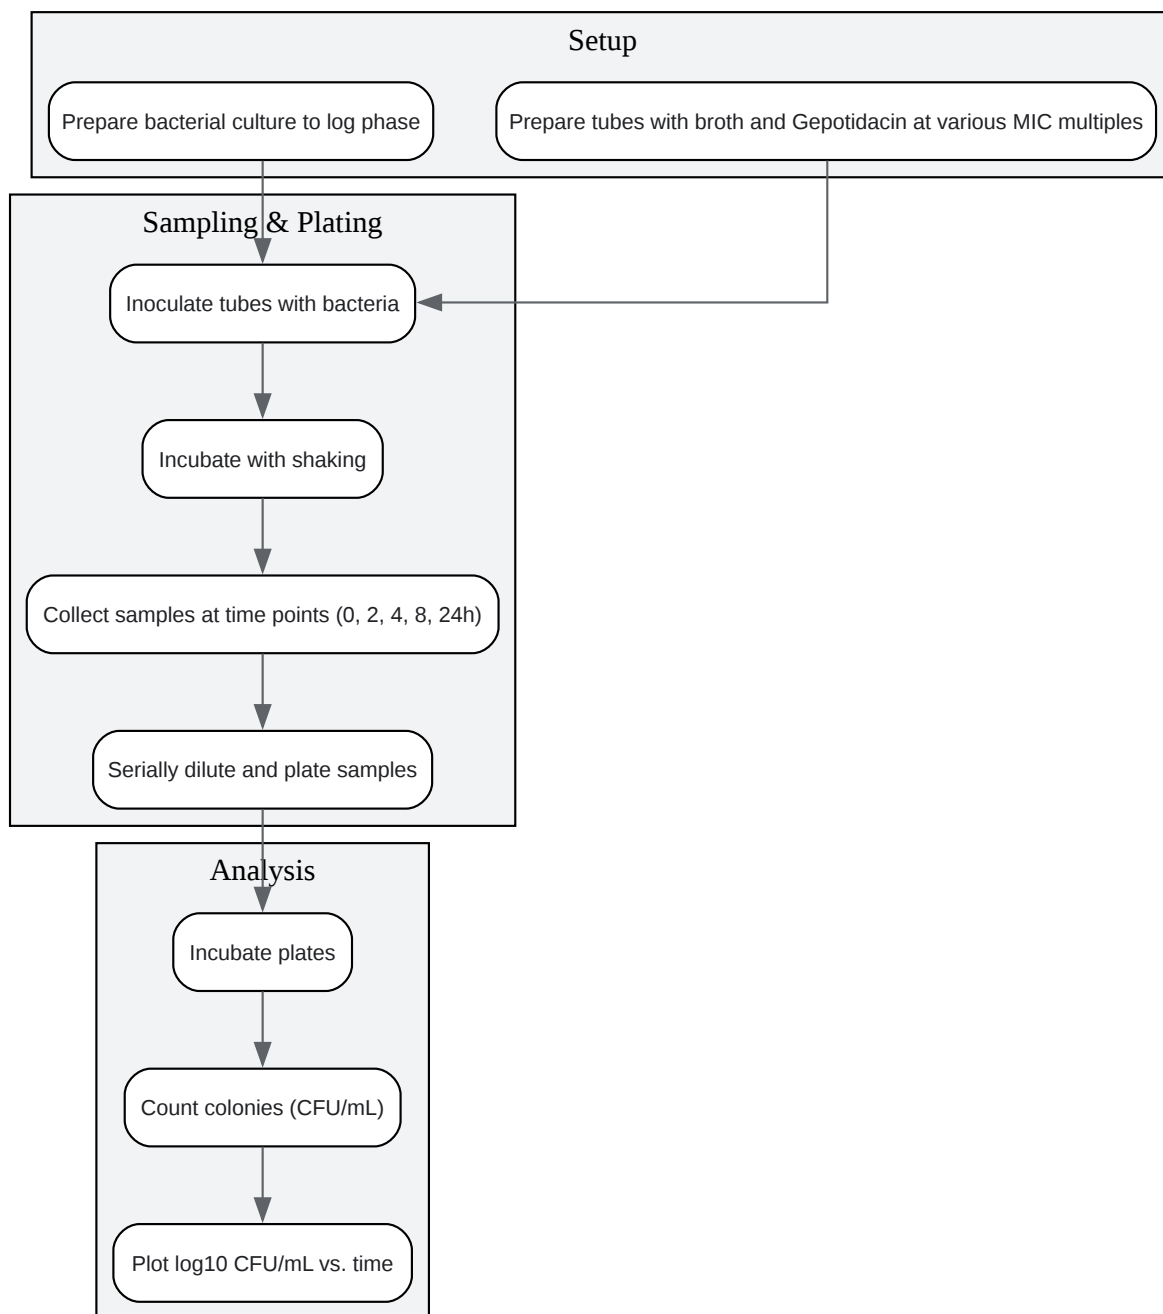 Setup
Prepare bacterial culture to log phase
Prepare tubes with broth and Gepotidacin at various MIC multiples
Sampling & Plating
Inoculate tubes with bacteria
Incubate with shaking
Collect samples at time points (0, 2, 4, 8, 24h)
Serially dilute and plate samples
Analysis
Incubate plates
Count colonies (CFU/mL)
Plot log10 CFU/mL vs. time